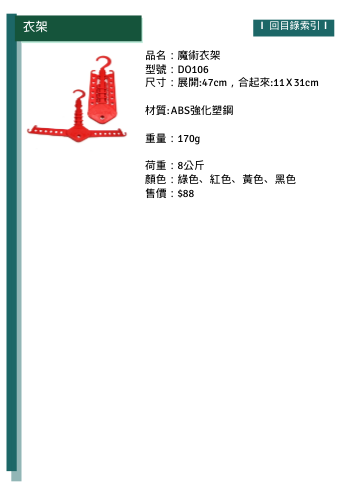 衣架
I 回目錄索引 I
品名：魔術衣架
型號：DO106
尺寸：展開:47cm，合起來:11X31cm
材質:ABS強化塑鋼
重量：170g
荷重：8公斤
顏色：綠色、紅色、黃色、黑色
售價：$88